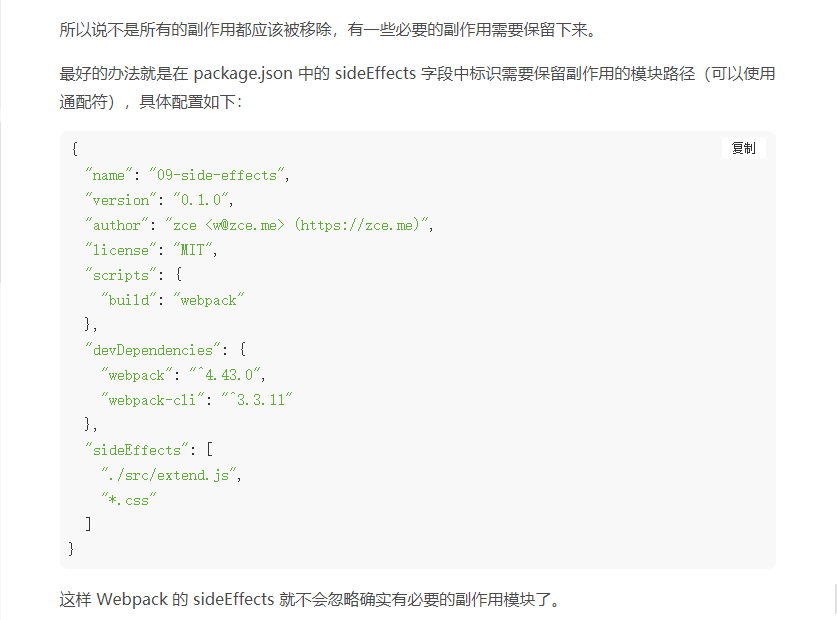 所以说不是所有的副作用都应该被移除，有一些必要的副作用需要保留下来。
最好的办法就是在 package.json 中的 sideEffects 字段中标识需要保留副作用的模块路径（可以使用
通配符），具体配置如下：
复制
{
  "name": "09-side-effects",
  "version": "0.1.0",
  "author": "zce <w@zce.me> (https://zce.me)",
  "license": "MIT",
  "scripts": {
    "build": "webpack"
  },
  "devDependencies": {
    "webpack": "^4.43.0",
    "webpack-cli": "^3.3.11"
  },
  "sideEffects": [
    "./src/extend.js",
    "*.css"
  ]
}
这样 Webpack 的 sideEffects 就不会忽略确实有必要的副作用模块了。